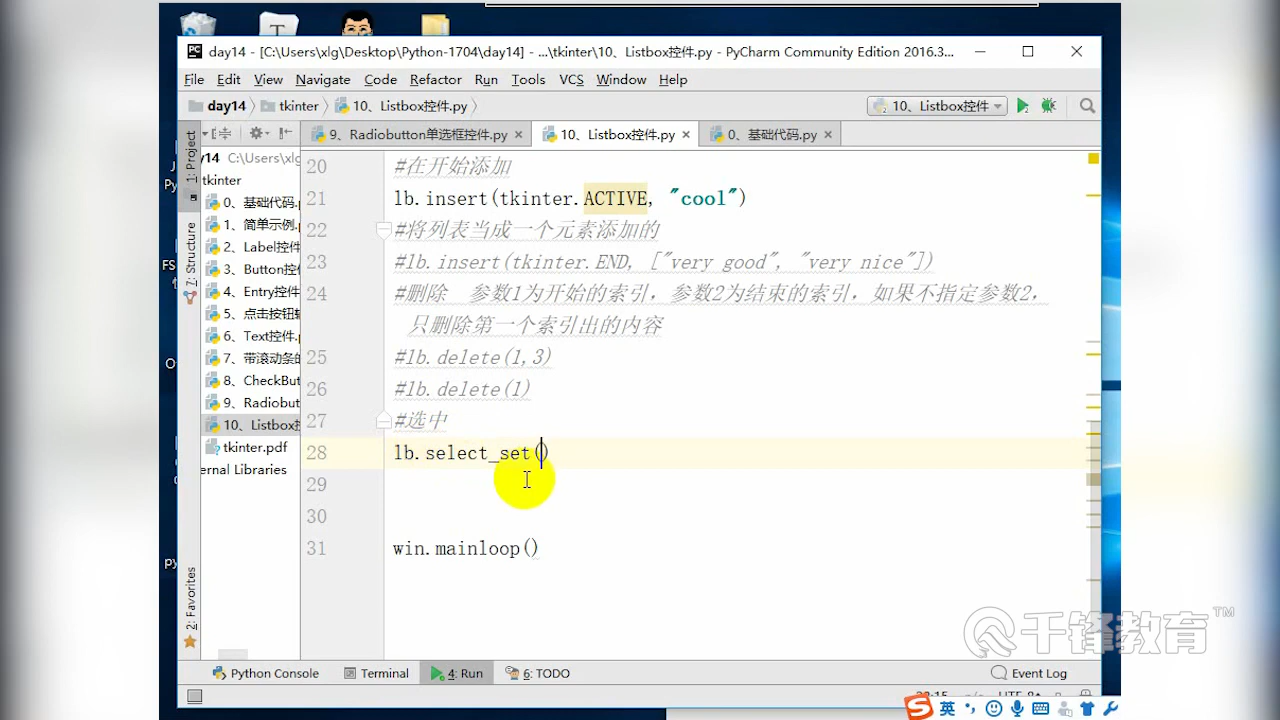 day14 - [C:\Users\xlg\Desktop\Python-1704\day14] - ...\tkinter\10、Listbox控件.py - PyCharm Community Edition 2016.3...
File Edit View Navigate Code Refactor Run Tools VCS Window Help
day14 tkinter 10、Listbox控件.py
10、Listbox控件
9、Radiobutton单选框控件.py
10、Listbox控件.py
0、基础代码.py
1: Project
7: Structure
2: Favorites
y14 C:\Users\xlg
tkinter
0、基础代码.
1、简单示例.
2、Label控件
3、Button控
4、Entry控件
5、点击按钮
6、Text控件.
7、带滚动条的
8、CheckBut
9、Radiobut
10、Listbox
tkinter.pdf
ernal Libraries
20 #在开始添加
21 lb.insert(tkinter.ACTIVE, "cool")
22 #将列表当成一个元素添加的
23 #lb.insert(tkinter.END, ["very good", "very nice"])
24 #删除 参数1为开始的索引，参数2为结束的索引，如果不指定参数2，
只删除第一个索引出的内容
25 #lb.delete(1,3)
26 #lb.delete(1)
27 #选中
28 lb.select_set()
29
30
31 win.mainloop()
Python Console Terminal 4: Run 6: TODO Event Log
英
千锋教育™